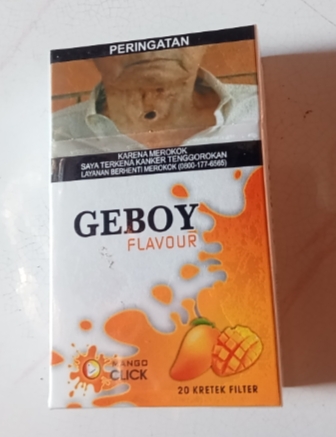 PERINGATAN
KARENA MEROKOK
SAYA TERKENA KANKER TENGGOROKAN
LAYANAN BERHENTI MEROKOK (0800-177-6565)
GEBOY
FLAVOUR
MANGO
CLICK
20 KRETEK FILTER